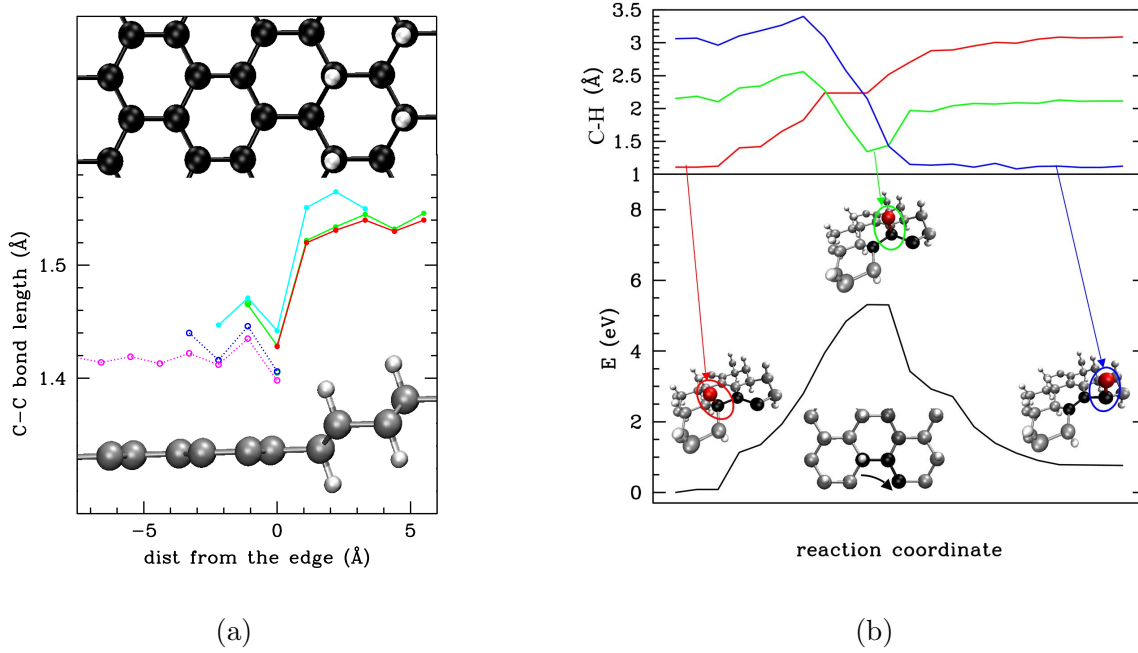 C−C bond length (Å)
1.5
1.4
−5
0
5
dist from the edge (Å)
(a)
C-H (Å)
3.5
3
2.5
2
1.5
1
E (eV)
8
6
4
2
0
reaction coordinate
(b)